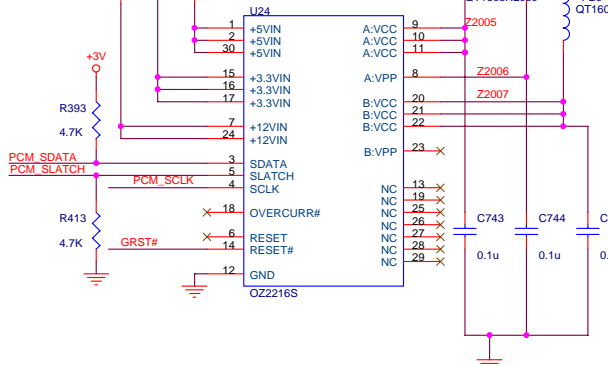 U24
QT160
1 +5VIN A:VCC 9 Z2005
2 +5VIN A:VCC 10
30 +5VIN A:VCC 11
+3V
15 +3.3VIN A:VPP 8 Z2006
16 +3.3VIN
17 +3.3VIN B:VCC 20 Z2007
R393 B:VCC 21
4.7K 7 +12VIN B:VCC 22
24 +12VIN
B:VPP 23
PCM_SDATA 3 SDATA
PCM_SLATCH 5 SLATCH
PCM_SCLK 4 SCLK NC 13
NC 19
18 OVERCURR# NC 25
R413 NC 26 C743 C744 C
6 RESET NC 27
4.7K GRST# 14 RESET# NC 28
NC 29 0.1u 0.1u 0.
12 GND
OZ2216S